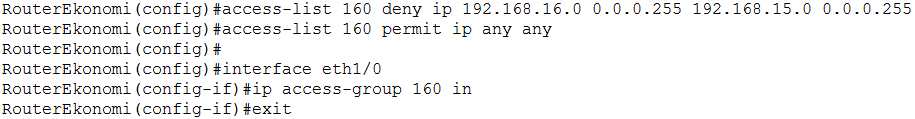 RouterEkonomi(config)#access-list 160 deny ip 192.168.16.0 0.0.0.255 192.168.15.0 0.0.0.255
RouterEkonomi(config)#access-list 160 permit ip any any
RouterEkonomi(config)#
RouterEkonomi(config)#interface eth1/0
RouterEkonomi(config-if)#ip access-group 160 in
RouterEkonomi(config-if)#exit